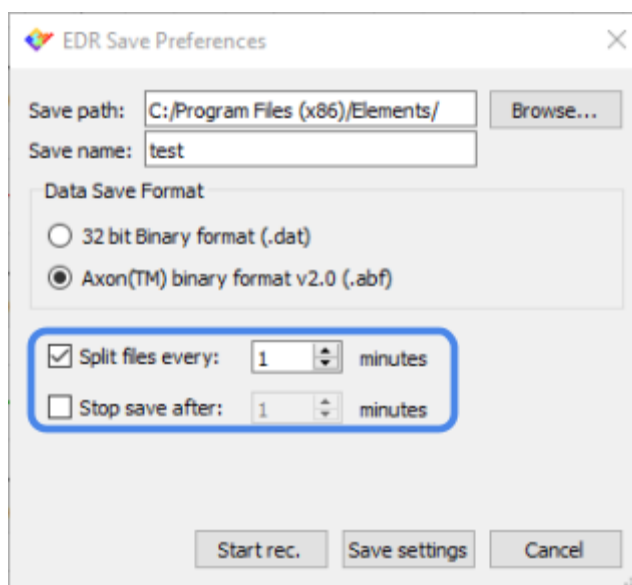 EDR Save Preferences
Save path: C:/Program Files (x86)/Elements/ Browse...
Save name: test
Data Save Format
32 bit Binary format (.dat)
Axon(TM) binary format v2.0 (.abf)
Split files every: 1 minutes
Stop save after: 1 minutes
Start rec. Save settings Cancel